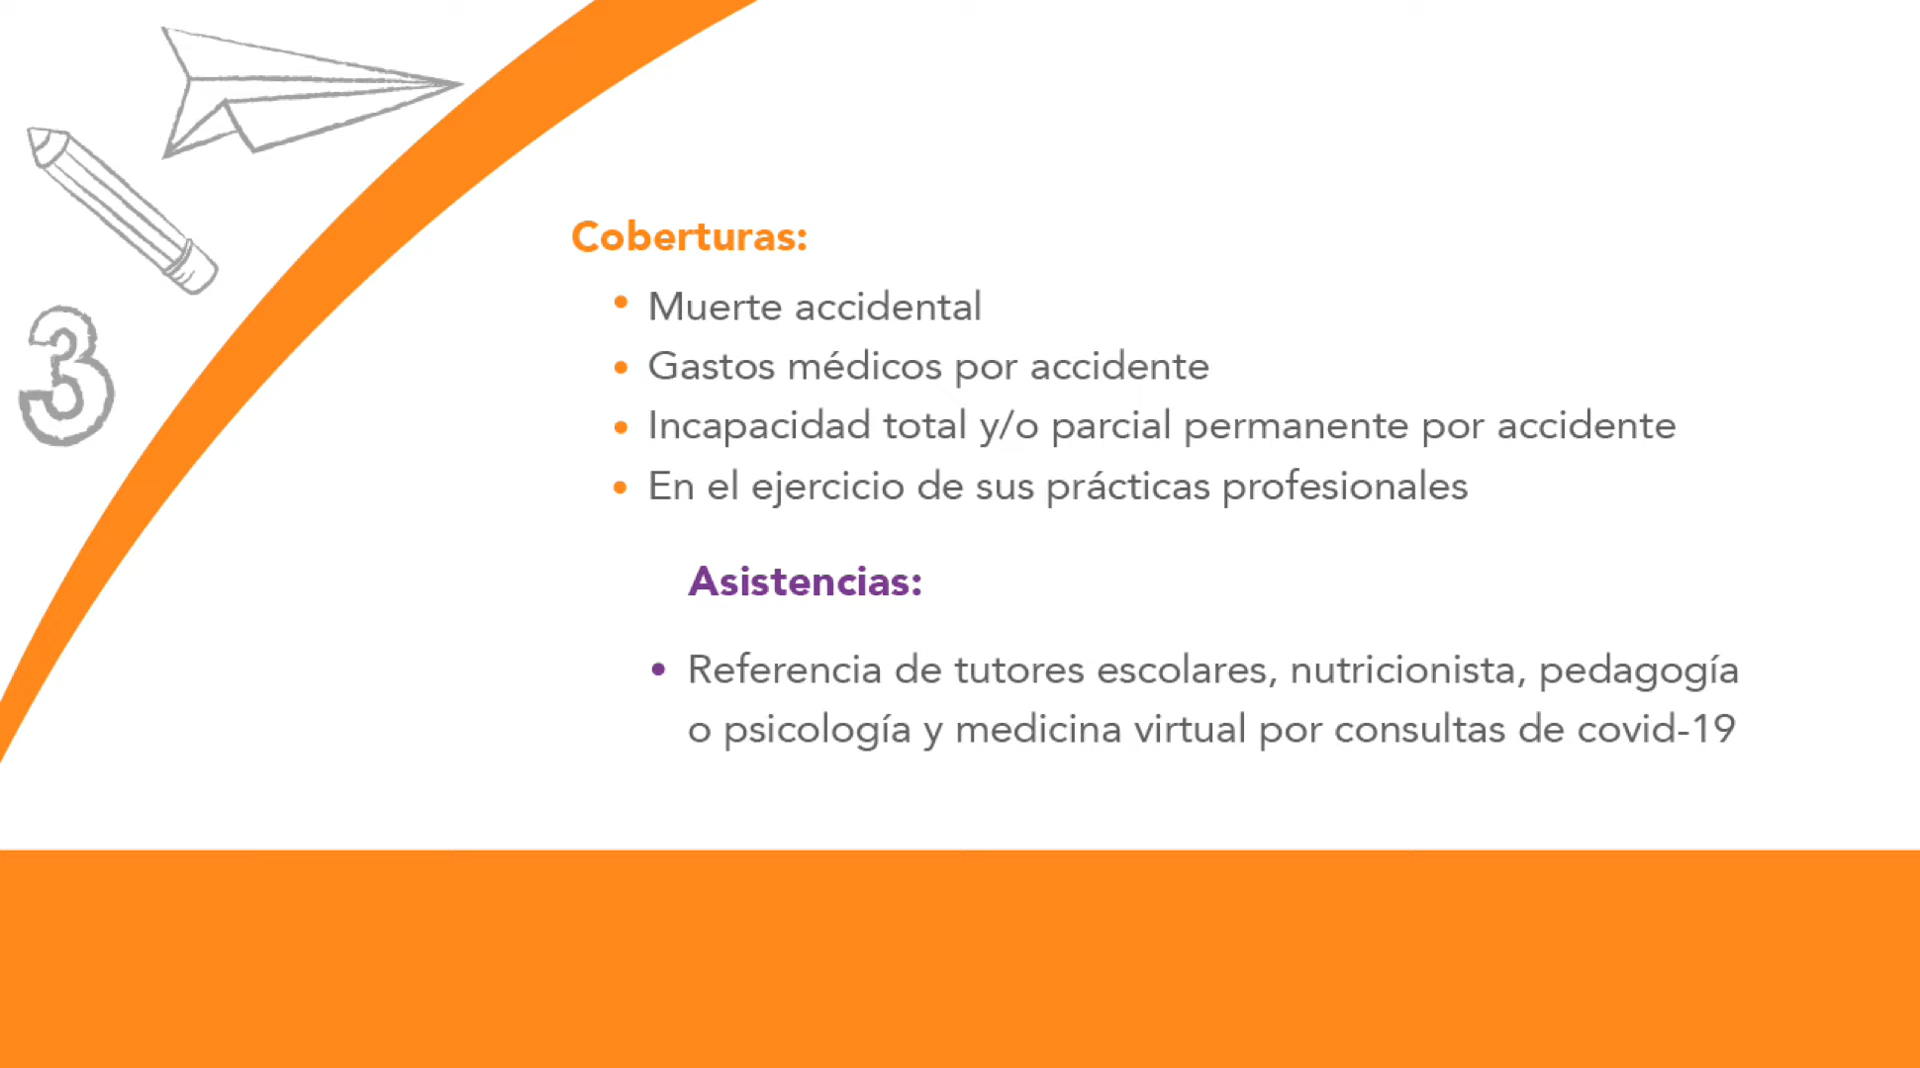 3
Coberturas:
• Muerte accidental
• Gastos médicos por accidente
• Incapacidad total y/o parcial permanente por accidente
• En el ejercicio de sus prácticas profesionales
Asistencias:
• Referencia de tutores escolares, nutricionista, pedagogía
o psicología y medicina virtual por consultas de covid-19